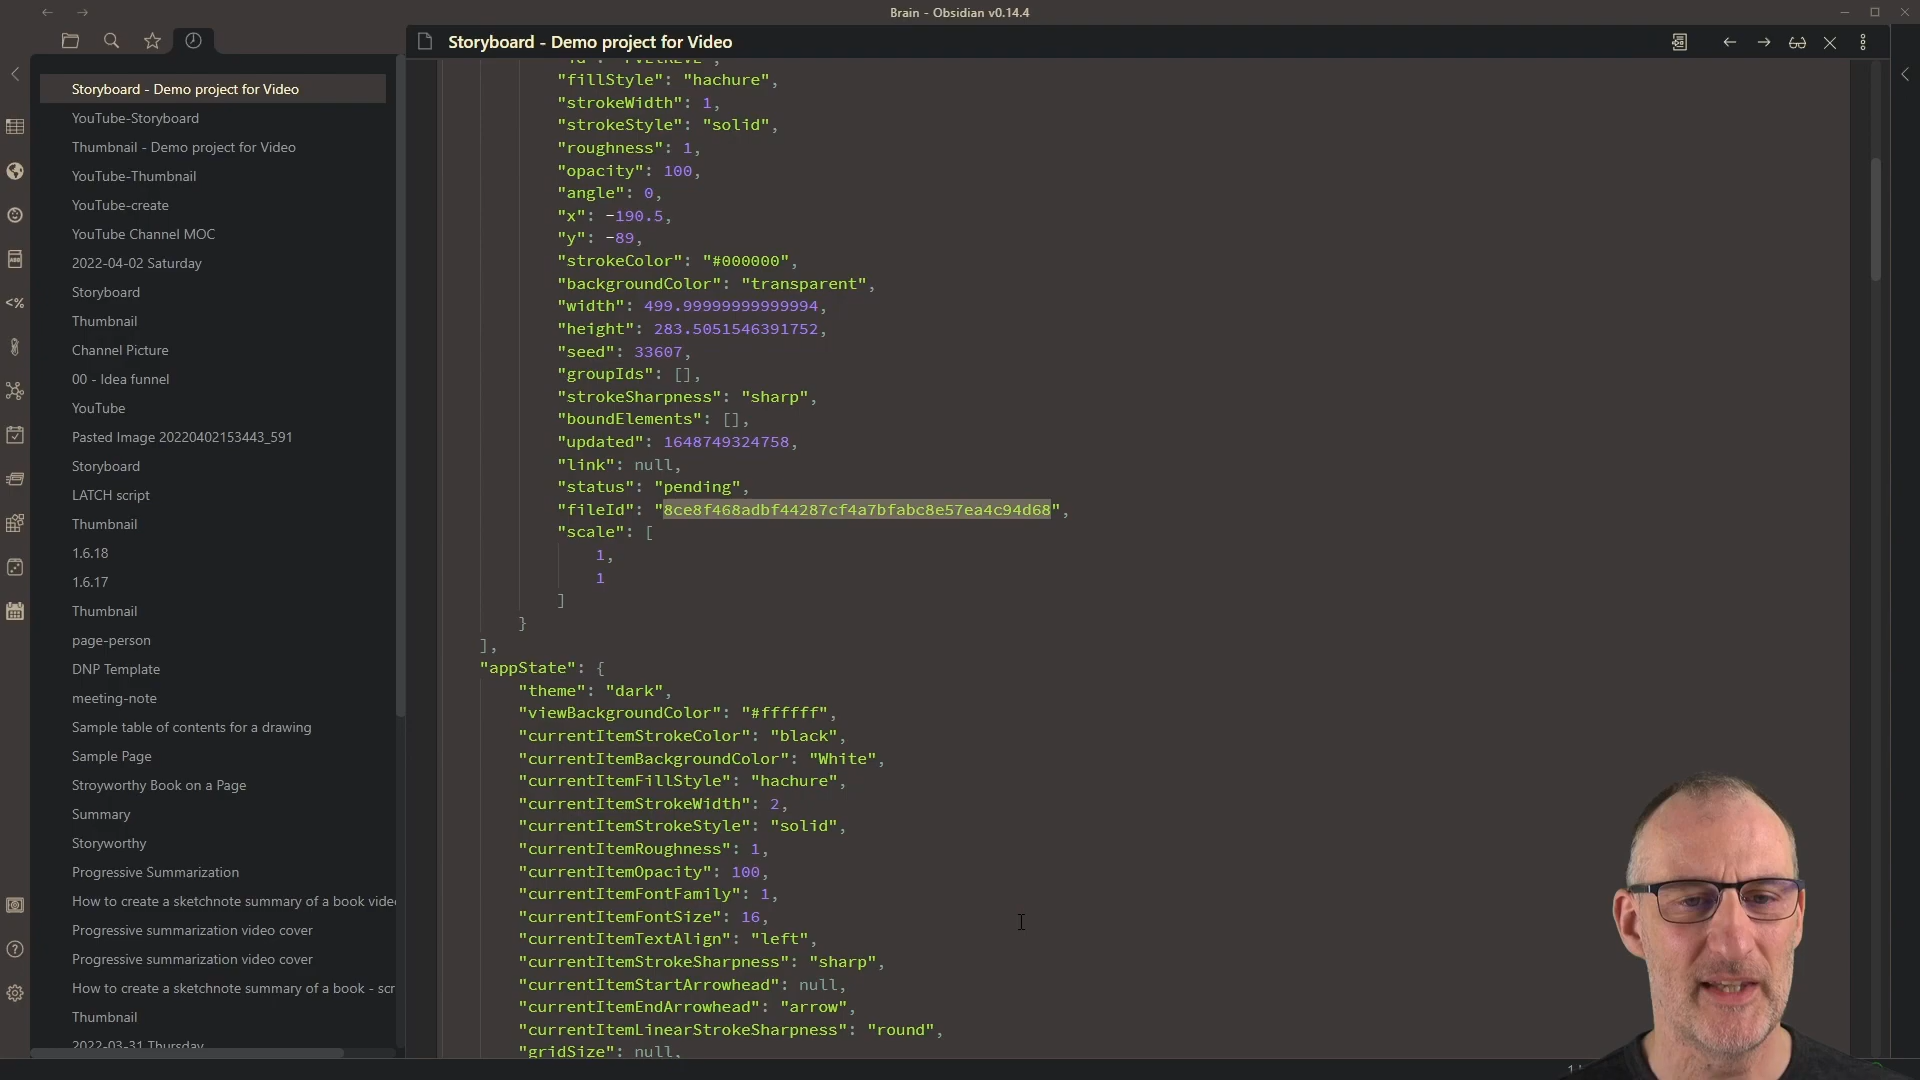 Brain - Obsidian v0.14.4
Storyboard - Demo project for Video
Storyboard - Demo project for Video
YouTube-Storyboard
Thumbnail - Demo project for Video
YouTube-Thumbnail
YouTube-create
YouTube Channel MOC
2022-04-02 Saturday
Storyboard
Thumbnail
Channel Picture
00 - Idea funnel
YouTube
Pasted Image 20220402153443_591
Storyboard
LATCH script
Thumbnail
1.6.18
1.6.17
Thumbnail
page-person
DNP Template
meeting-note
Sample table of contents for a drawing
Sample Page
Stroyworthy Book on a Page
Summary
Storyworthy
Progressive Summarization
How to create a sketchnote summary of a book vide
Progressive summarization video cover
Progressive summarization video cover
How to create a sketchnote summary of a book - scr
Thumbnail
2022-03-31 Thursday
<%
"fillStyle": "hachure",
"strokeWidth": 1,
"strokeStyle": "solid",
"roughness": 1,
"opacity": 100,
"angle": 0,
"x": -190.5,
"y": -89,
"strokeColor": "#000000",
"backgroundColor": "transparent",
"width": 499.99999999999994,
"height": 283.5051546391752,
"seed": 33607,
"groupIds": [],
"strokeSharpness": "sharp",
"boundElements": [],
"updated": 1648749324758,
"link": null,
"status": "pending",
"fileId": "8ce8f468adbf44287cf4a7bfabc8e57ea4c94d68",
"scale": [
1,
1
]
}
],
"appState": {
"theme": "dark",
"viewBackgroundColor": "#ffffff",
"currentItemStrokeColor": "black",
"currentItemBackgroundColor": "White",
"currentItemFillStyle": "hachure",
"currentItemStrokeWidth": 2,
"currentItemStrokeStyle": "solid",
"currentItemRoughness": 1,
"currentItemOpacity": 100,
"currentItemFontFamily": 1,
"currentItemFontSize": 16,
"currentItemTextAlign": "left",
"currentItemStrokeSharpness": "sharp",
"currentItemStartArrowhead": null,
"currentItemEndArrowhead": "arrow",
"currentItemLinearStrokeSharpness": "round",
"gridSize": null,